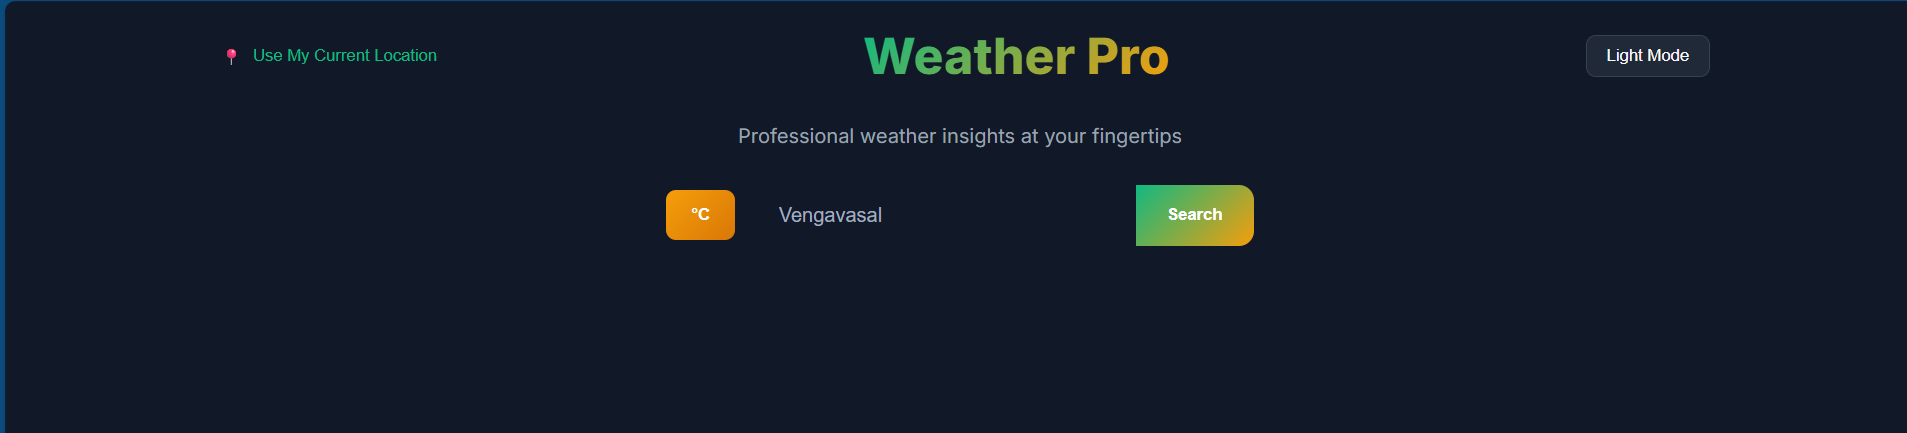 Use My Current Location
Weather Pro
Light Mode
Professional weather insights at your fingertips
°C
Vengavasal
Search